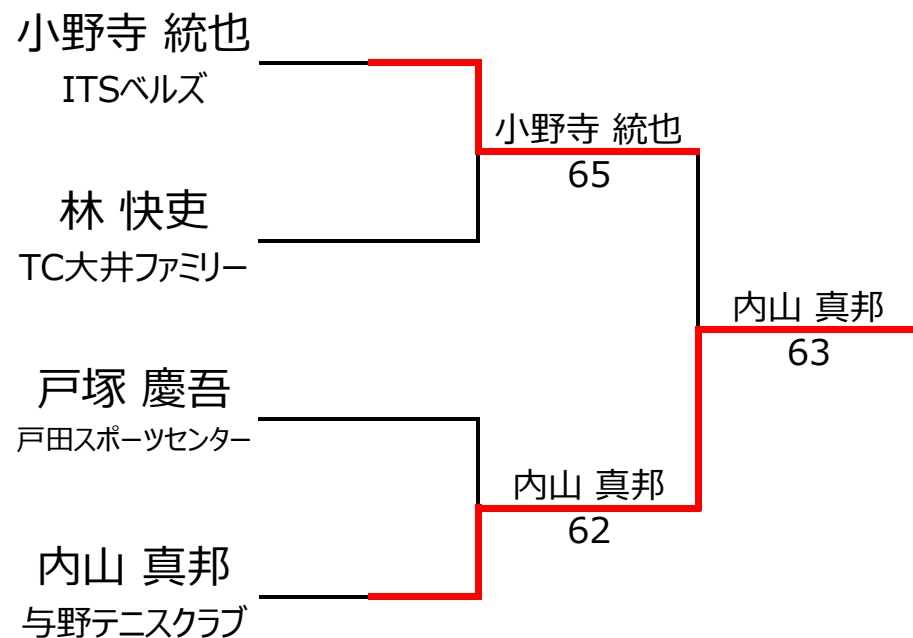 小野寺 統也
ITSベルズ
小野寺 統也
65
林 快吏
TC大井ファミリー
内山 真邦
63
戸塚 慶吾
戸田スポーツセンター
内山 真邦
62
内山 真邦
与野テニスクラブ